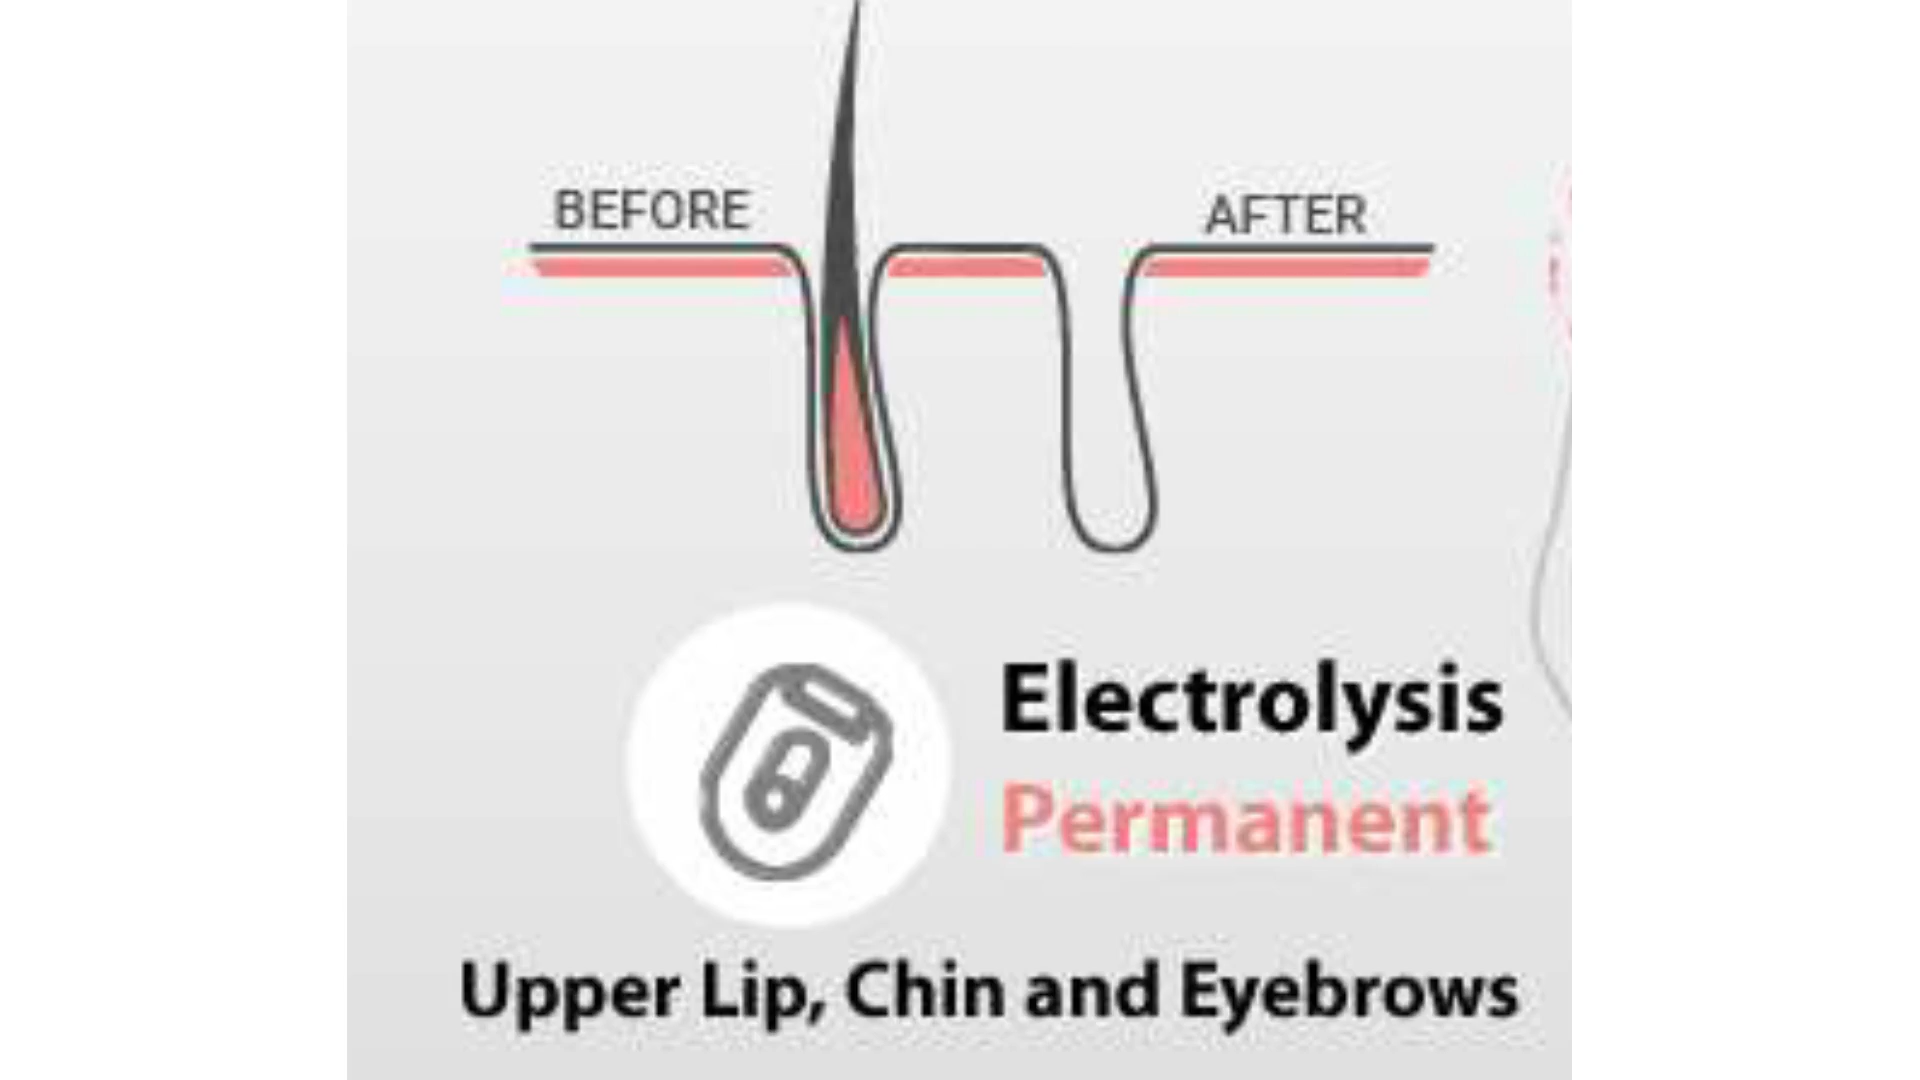 BEFORE
AFTER
Electrolysis
Permanent
Upper Lip, Chin and Eyebrows